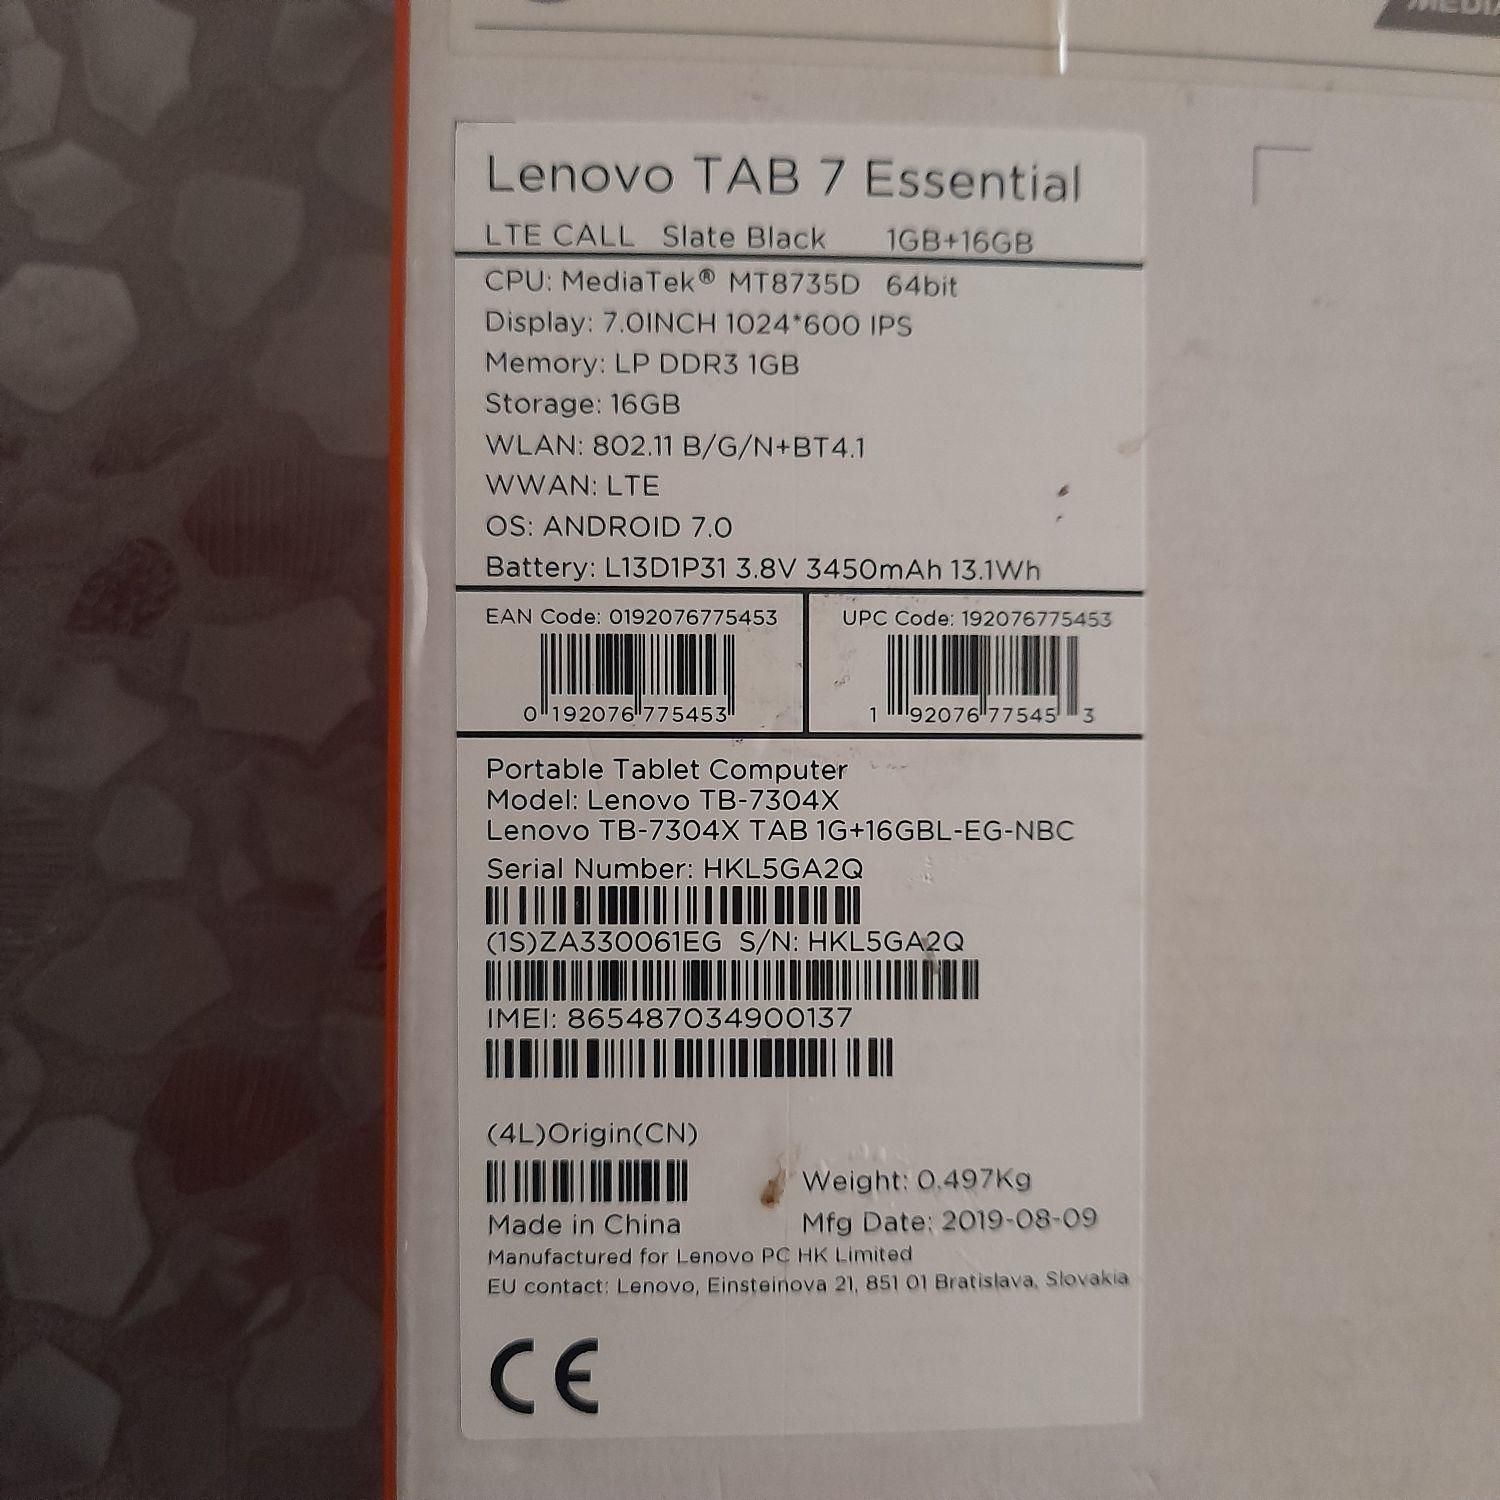 Lenovo TAB 7 Essential
LTE CALL Slate Black 1GB+16GB
CPU: MediaTek® MT8735D 64bit
Display: 7.0INCH 1024*600 IPS
Memory: LP DDR3 1GB
Storage: 16GB
WLAN: 802.11 B/G/N+BT4.1
WWAN: LTE
OS: ANDROID 7.0
Battery: L13D1P31 3.8V 3450mAh 13.1Wh
EAN Code: 0192076775453
0 192076 775453
UPC Code: 192076775453
1 92076 77545 3
Portable Tablet Computer
Model: Lenovo TB-7304X
Lenovo TB-7304X TAB 1G+16GBL-EG-NBC
Serial Number: HKL5GA2Q
(1S)ZA330061EG S/N: HKL5GA2Q
IMEI: 865487034900137
(4L)Origin(CN)
Weight: 0.497Kg
Made in China
Mfg Date: 2019-08-09
Manufactured for Lenovo PC HK Limited
EU contact: Lenovo, Einsteinova 21, 851 01 Bratislava, Slovakia
CE